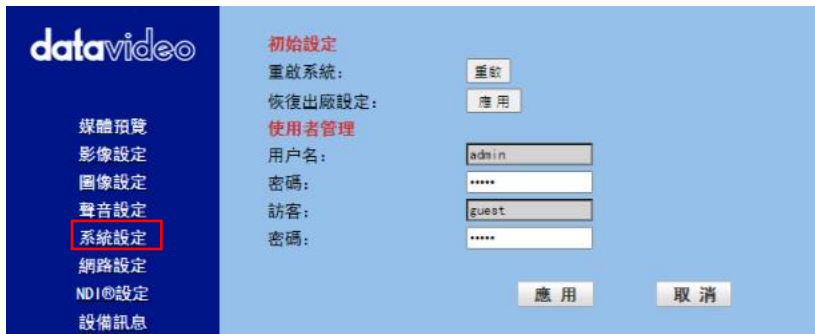 datavideo
媒體預覽
影像設定
圖像設定
聲音設定
系統設定
網路設定
NDI®設定
設備訊息
初始設定
重啟系統： 重啟
恢復出廠設定： 應用
使用者管理
用户名： admin
密碼： •••••
訪客： guest
密碼： •••••
應用 取消